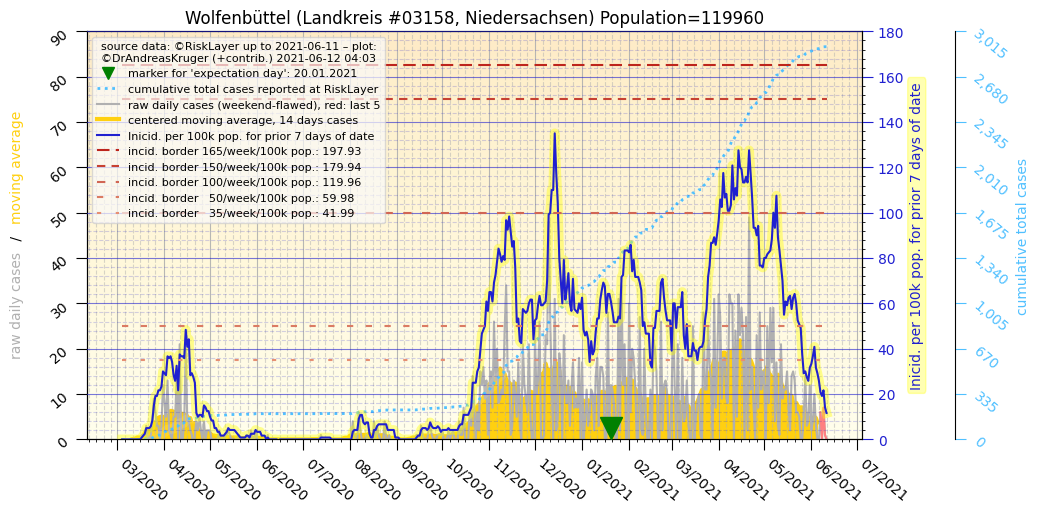 Wolfenbüttel (Landkreis #03158, Niedersachsen) Population=119960
source data: ©RiskLayer up to 2021-06-11 – plot:
©DrAndreasKruger (+contrib.) 2021-06-12 04:03
marker for 'expectation day': 20.01.2021
cumulative total cases reported at RiskLayer
raw daily cases (weekend-flawed), red: last 5
centered moving average, 14 days cases
Inicid. per 100k pop. for prior 7 days of date
incid. border 165/week/100k pop.: 197.93
incid. border 150/week/100k pop.: 179.94
incid. border 100/week/100k pop.: 119.96
incid. border   50/week/100k pop.: 59.98
incid. border   35/week/100k pop.: 41.99
raw daily cases  /  moving average
90
80
70
60
50
40
30
20
10
0
180
160
140
120
100
80
60
40
20
0
Inicid. per 100k pop. for prior 7 days of date
3,015
2,680
2,345
2,010
1,675
1,340
1,005
670
335
0
cumulative total cases
03/2020
04/2020
05/2020
06/2020
07/2020
08/2020
09/2020
10/2020
11/2020
12/2020
01/2021
02/2021
03/2021
04/2021
05/2021
06/2021
07/2021